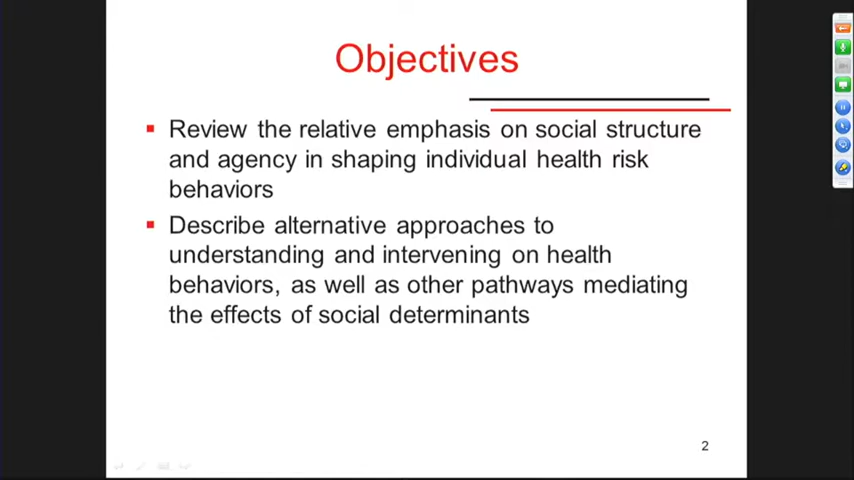 Objectives
Review the relative emphasis on social structure
and agency in shaping individual health risk
behaviors
Describe alternative approaches to
understanding and intervening on health
behaviors, as well as other pathways mediating
the effects of social determinants
2